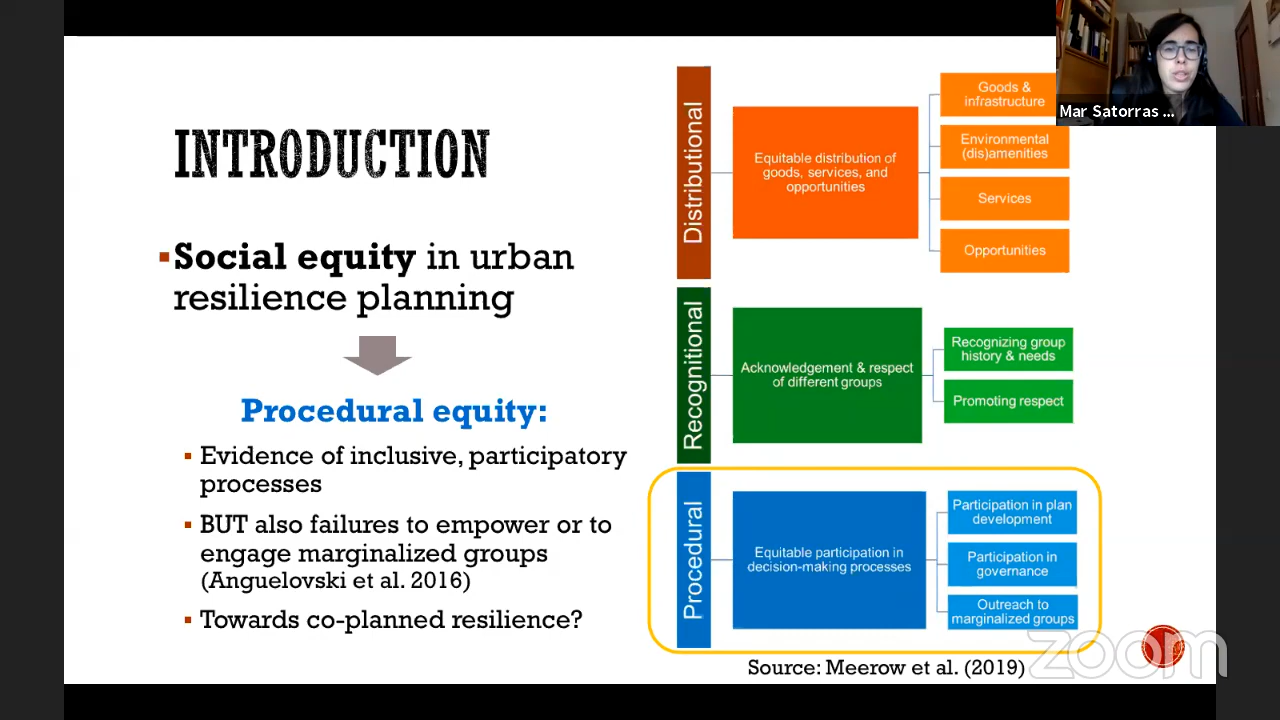 INTRODUCTION
▪Social equity in urban
resilience planning
Procedural equity:
▪ Evidence of inclusive, participatory
processes
▪ BUT also failures to empower or to
engage marginalized groups
(Anguelovski et al. 2016)
▪ Towards co-planned resilience?
Distributional
Equitable distribution of
goods, services, and
opportunities
Goods &
infrastructure
Environmental
(dis)amenities
Services
Opportunities
Recognitional
Acknowledgement & respect
of different groups
Recognizing group
history & needs
Promoting respect
Procedural
Equitable participation in
decision-making processes
Participation in plan
development
Participation in
governance
Outreach to
marginalized groups
Source: Meerow et al. (2019)
Mar Satorras ...
zoom